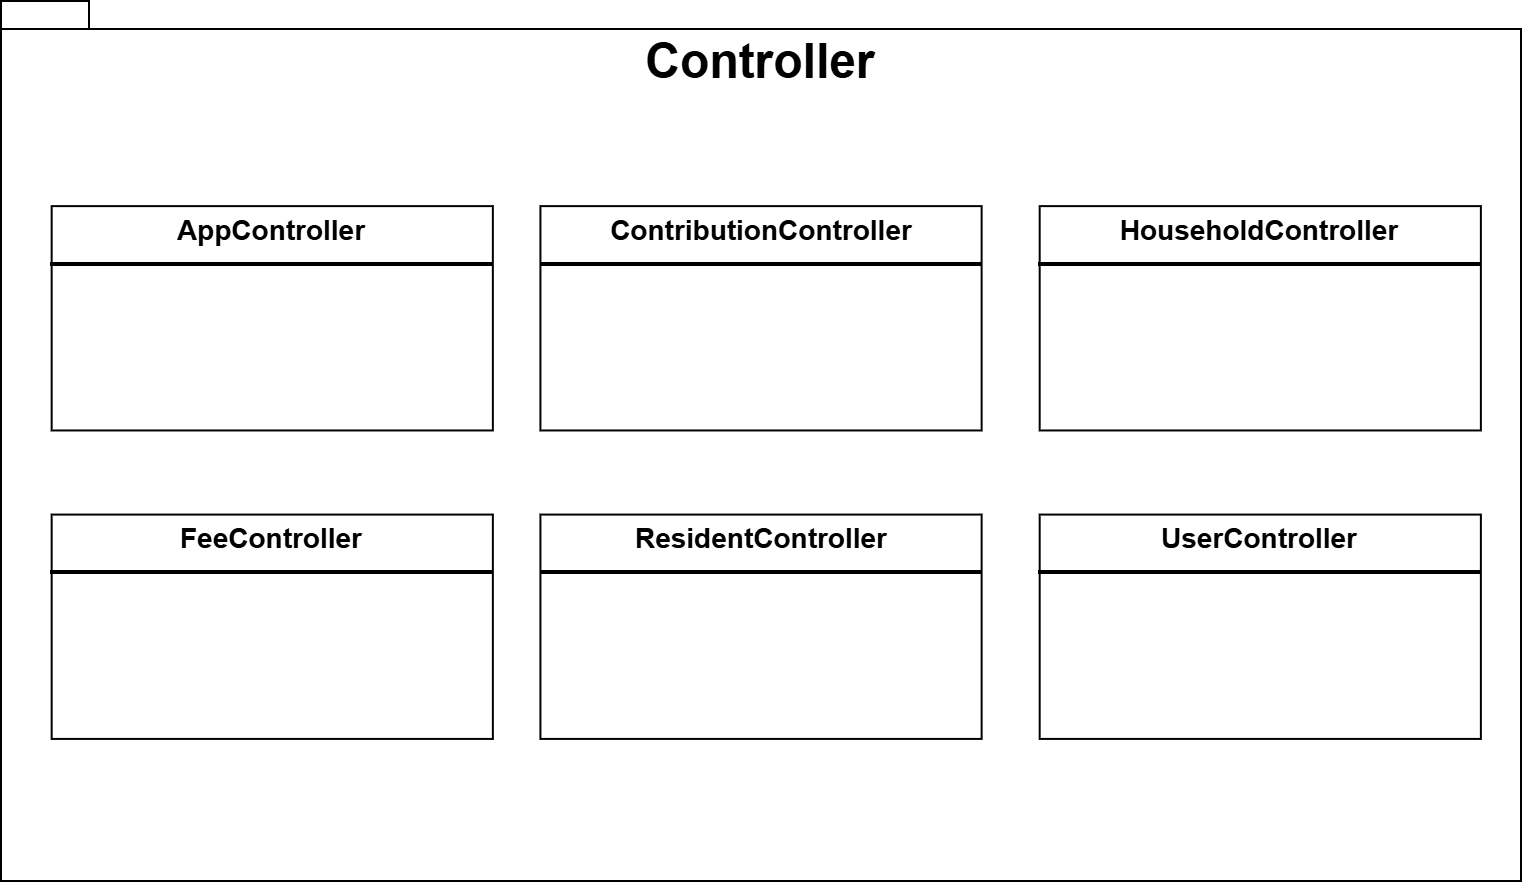 Controller
AppController
ContributionController
HouseholdController
FeeController
ResidentController
UserController